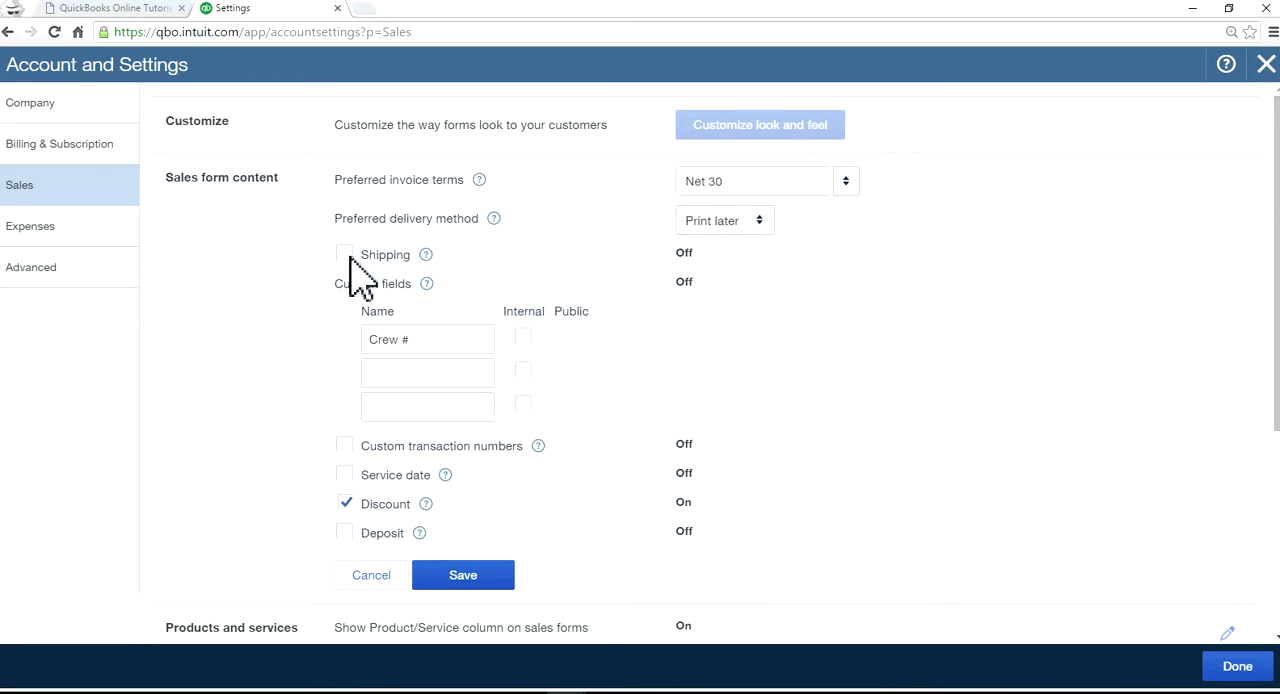 QuickBooks Online Tutori
Settings
https://qbo.intuit.com/app/accountsettings?p=Sales
Account and Settings
Company
Billing & Subscription
Sales
Expenses
Advanced
Customize
Customize the way forms look to your customers
Customize look and feel
Sales form content
Preferred invoice terms
Net 30
Preferred delivery method
Print later
Shipping
Off
fields
Off
Name Internal Public
Crew #
Custom transaction numbers
Off
Service date
Off
Discount
On
Deposit
Off
Cancel
Save
Products and services
Show Product/Service column on sales forms
On
Done